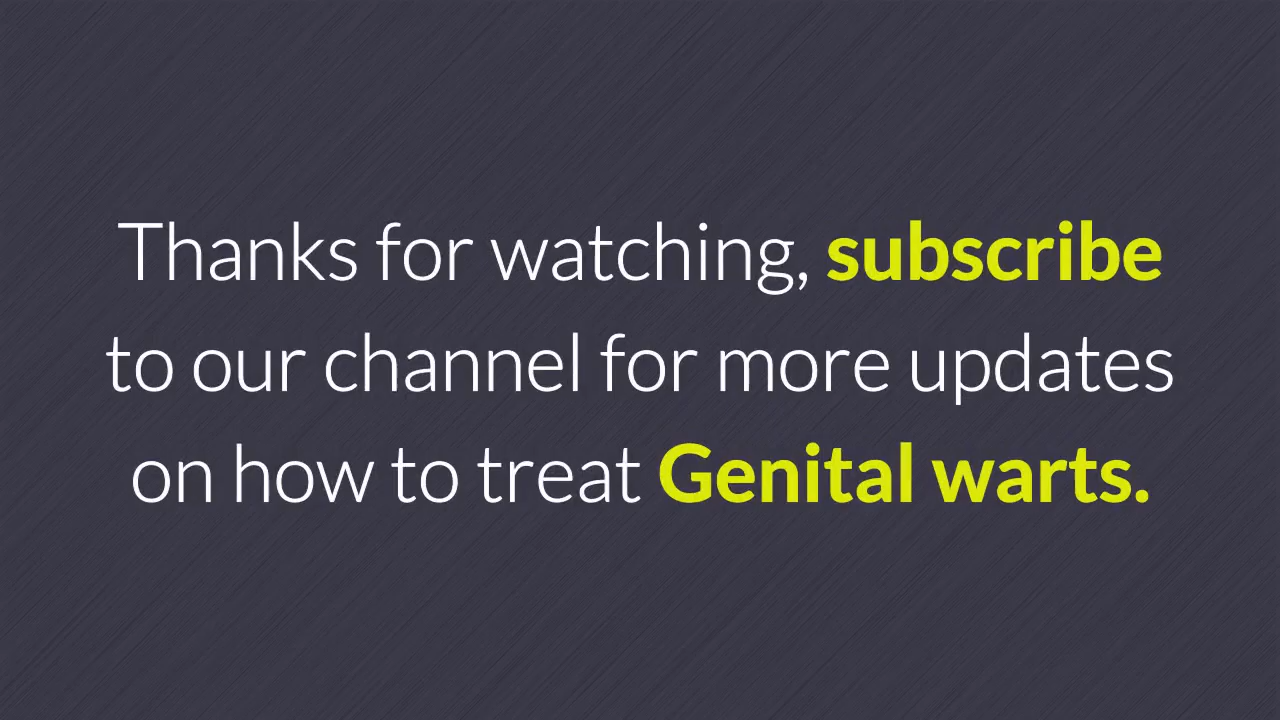 Thanks for watching, subscribe
to our channel for more updates
on how to treat Genital warts.